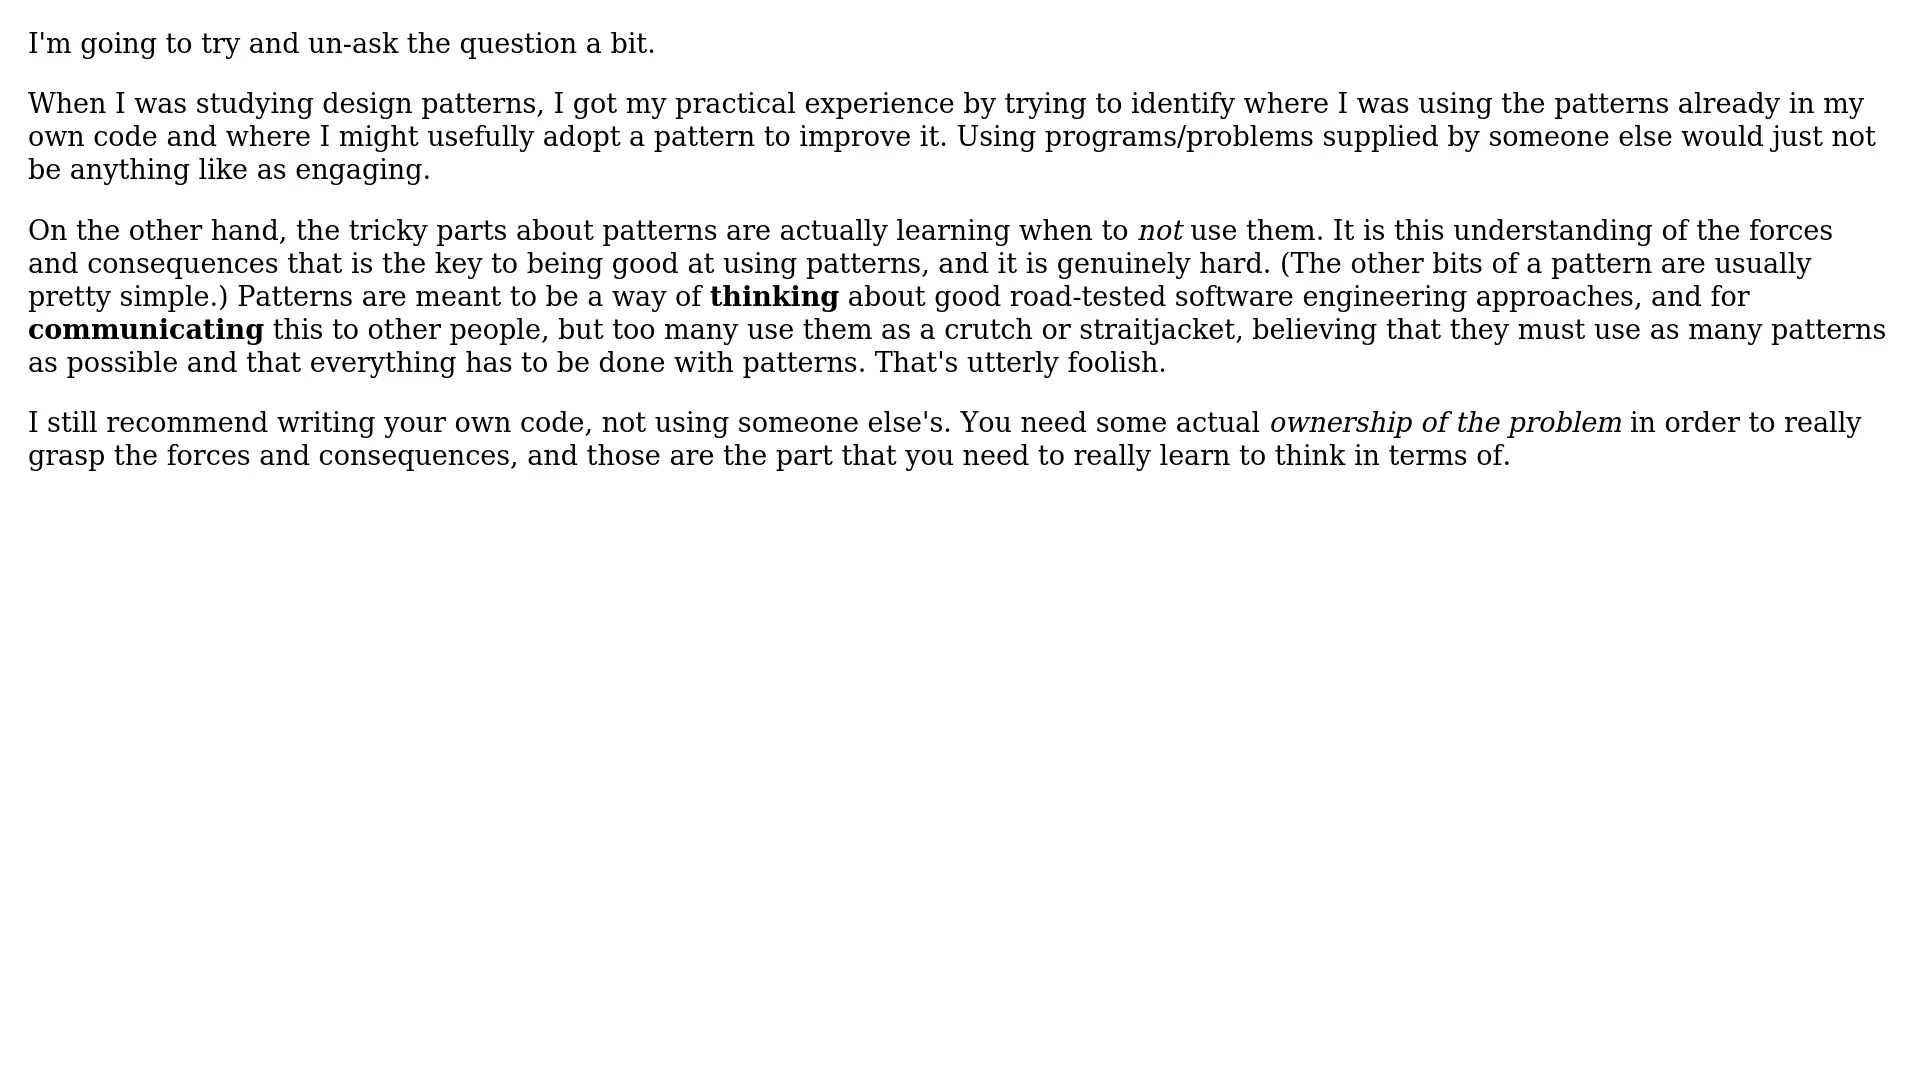 I'm going to try and un-ask the question a bit.
When I was studying design patterns, I got my practical experience by trying to identify where I was using the patterns already in my
own code and where I might usefully adopt a pattern to improve it. Using programs/problems supplied by someone else would just not
be anything like as engaging.
On the other hand, the tricky parts about patterns are actually learning when to not use them. It is this understanding of the forces
and consequences that is the key to being good at using patterns, and it is genuinely hard. (The other bits of a pattern are usually
pretty simple.) Patterns are meant to be a way of thinking about good road-tested software engineering approaches, and for
communicating this to other people, but too many use them as a crutch or straitjacket, believing that they must use as many patterns
as possible and that everything has to be done with patterns. That's utterly foolish.
I still recommend writing your own code, not using someone else's. You need some actual ownership of the problem in order to really
grasp the forces and consequences, and those are the part that you need to really learn to think in terms of.